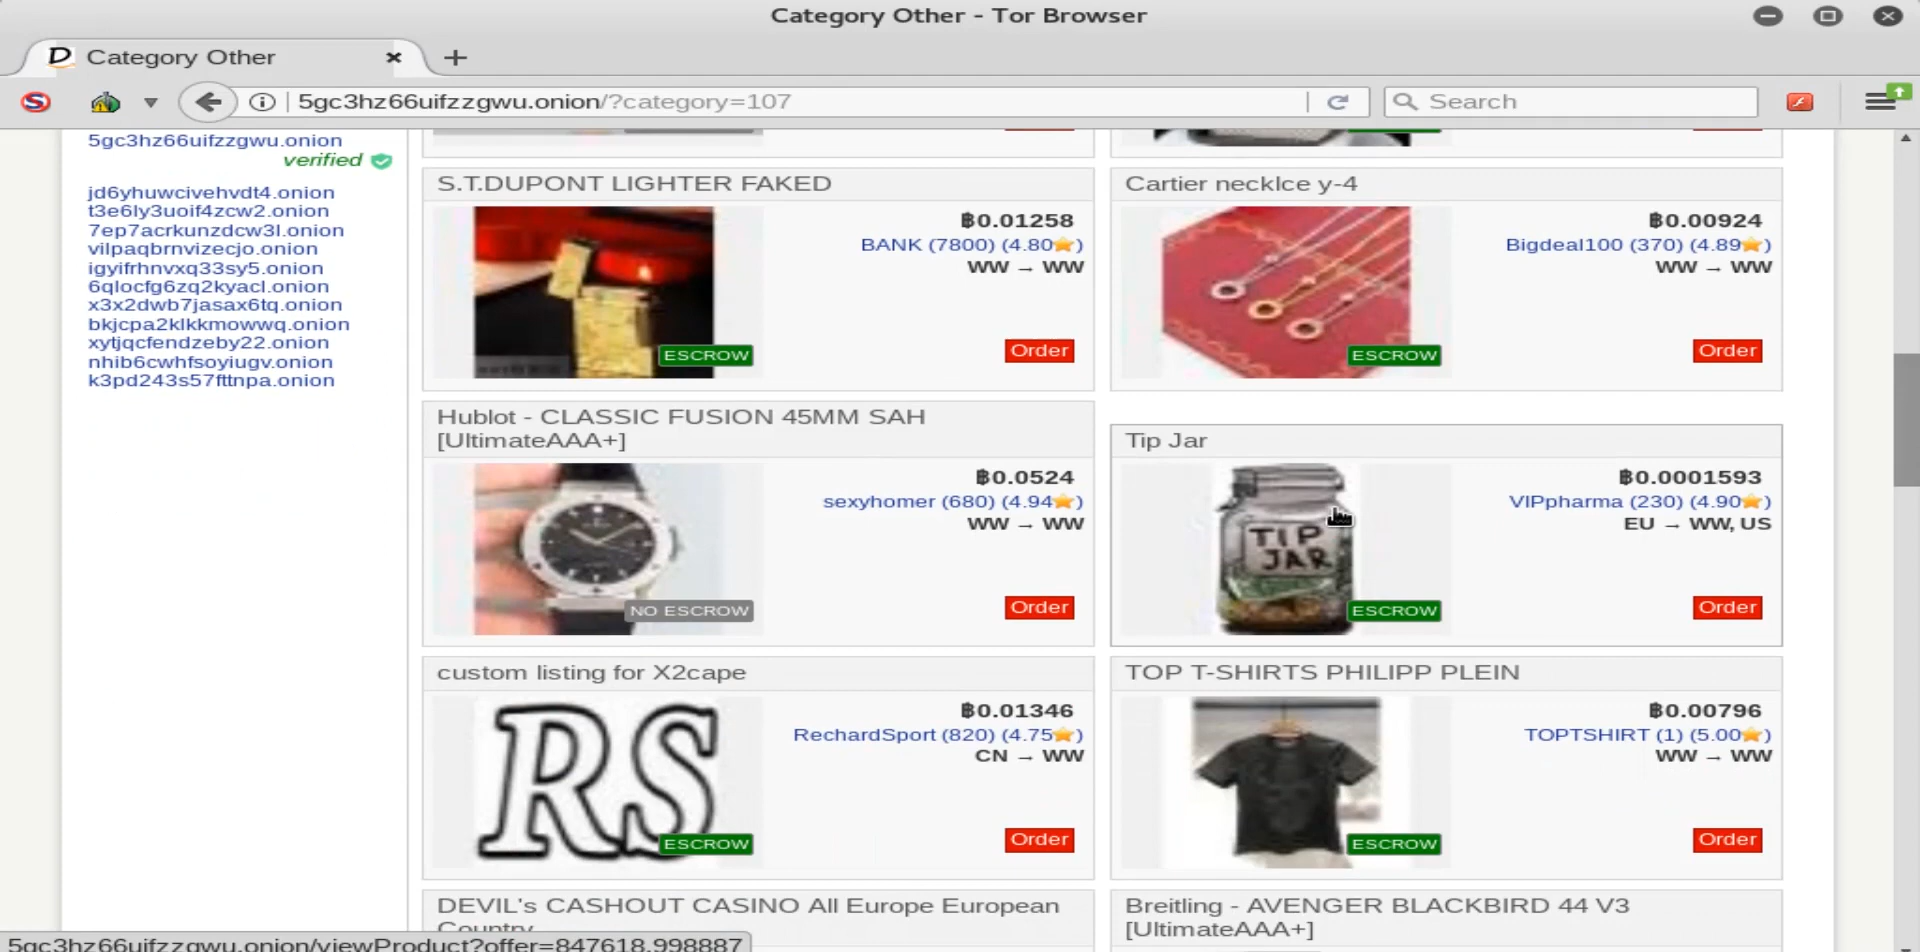 Category Other - Tor Browser
Category Other
5gc3hz66uifzzgwu.onion/?category=107
Search
5gc3hz66uifzzgwu.onion
verified
jd6yhuwcivehvdt4.onion
t3e6ly3uoif4zcw2.onion
7ep7acrkunzdcw3l.onion
vilpaqbrnvizecjo.onion
igyifrhnvxq33sy5.onion
6qlocfg6zq2kyacl.onion
x3x2dwb7jasax6tq.onion
bkjcpa2klkkmowwq.onion
xytjqcfendzeby22.onion
nhib6cwhfsoyiugv.onion
k3pd243s57fttnpa.onion
S.T.DUPONT LIGHTER FAKED
฿0.01258
BANK (7800) (4.80⭐)
WW → WW
ESCROW
Order
Cartier necklce y-4
฿0.00924
Bigdeal100 (370) (4.89⭐)
WW → WW
ESCROW
Order
Hublot - CLASSIC FUSION 45MM SAH
[UltimateAAA+]
฿0.0524
sexyhomer (680) (4.94⭐)
WW → WW
NO ESCROW
Order
Tip Jar
฿0.0001593
VIPpharma (230) (4.90⭐)
EU → WW, US
TIP
JAR
ESCROW
Order
custom listing for X2cape
฿0.01346
RechardSport (820) (4.75⭐)
CN → WW
RS
ESCROW
Order
TOP T-SHIRTS PHILIPP PLEIN
฿0.00796
TOPTSHIRT (1) (5.00⭐)
WW → WW
ESCROW
Order
DEVIL's CASHOUT CASINO All Europe European
Country
Breitling - AVENGER BLACKBIRD 44 V3
[UltimateAAA+]
5gc3hz66uifzzgwu.onion/viewProduct?offer=847618.998887